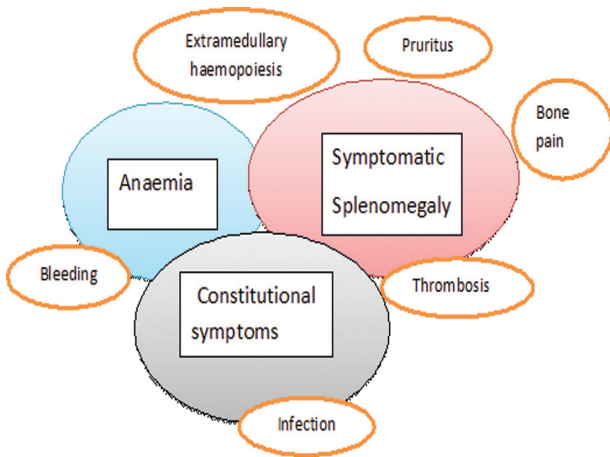 Extramedullary
haemopoiesis
Pruritus
Bone
pain
Anaemia
Symptomatic
Splenomegaly
Bleeding
Thrombosis
Constitutional
symptoms
Infection